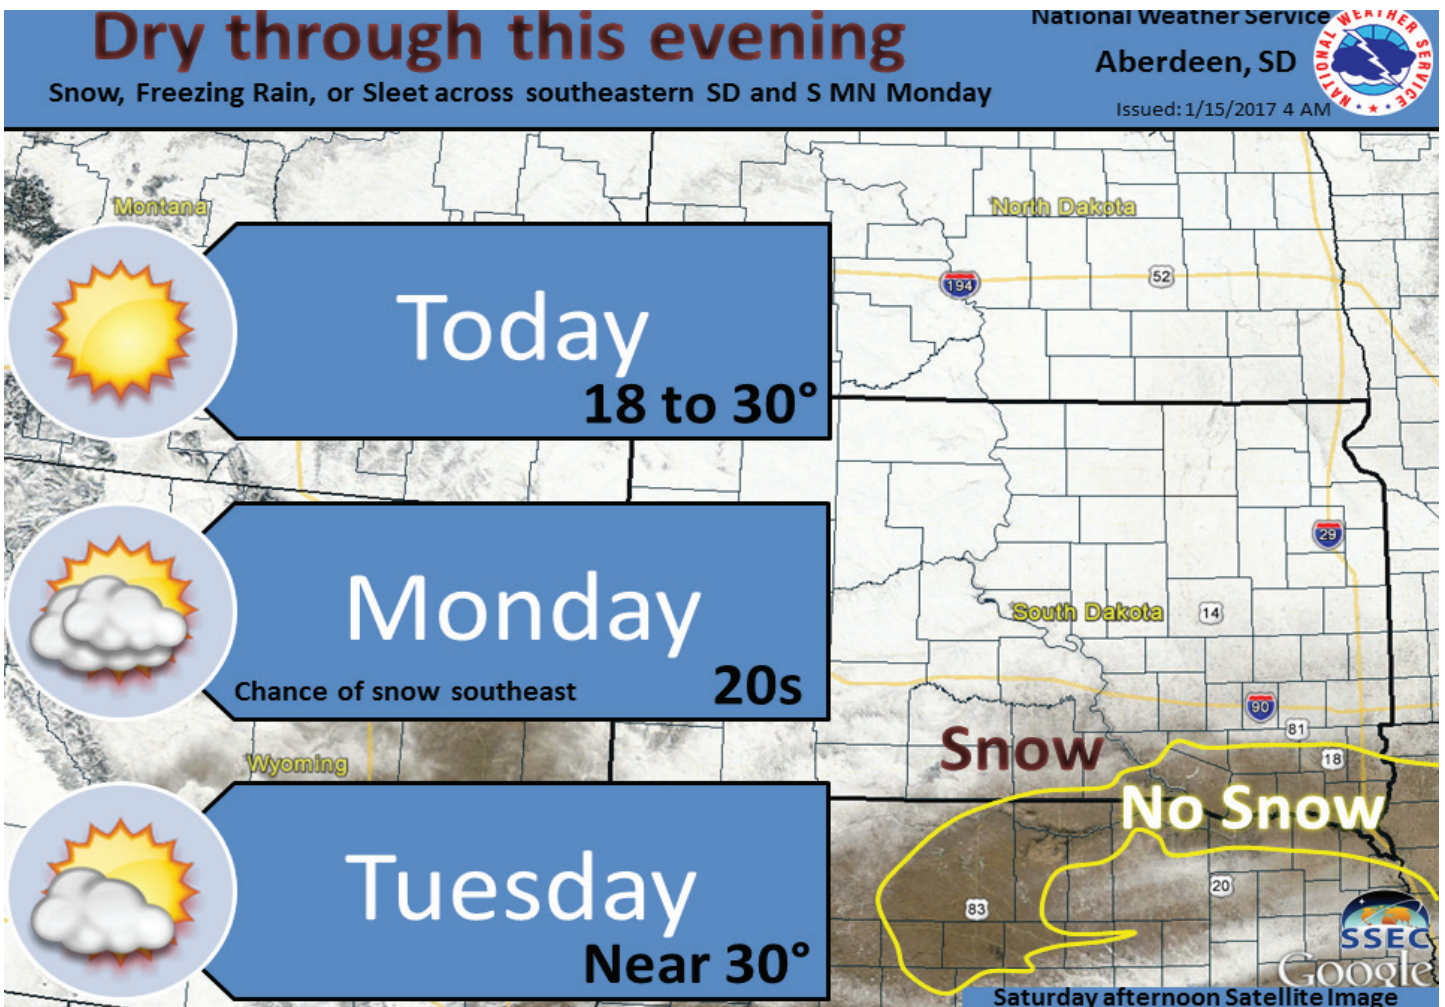 Dry through this evening
Snow, Freezing Rain, or Sleet across southeastern SD and S MN Monday
National Weather Service
Aberdeen, SD
Issued: 1/15/2017 4 AM
NATIONAL WEATHER SERVICE
Montana
North Dakota
194
52
Today
18 to 30°
29
South Dakota
14
Monday
Chance of snow southeast
20s
90
81
18
Snow
No Snow
Wyoming
Tuesday
Near 30°
20
83
SSEC
Google
Saturday afternoon Satellite Image